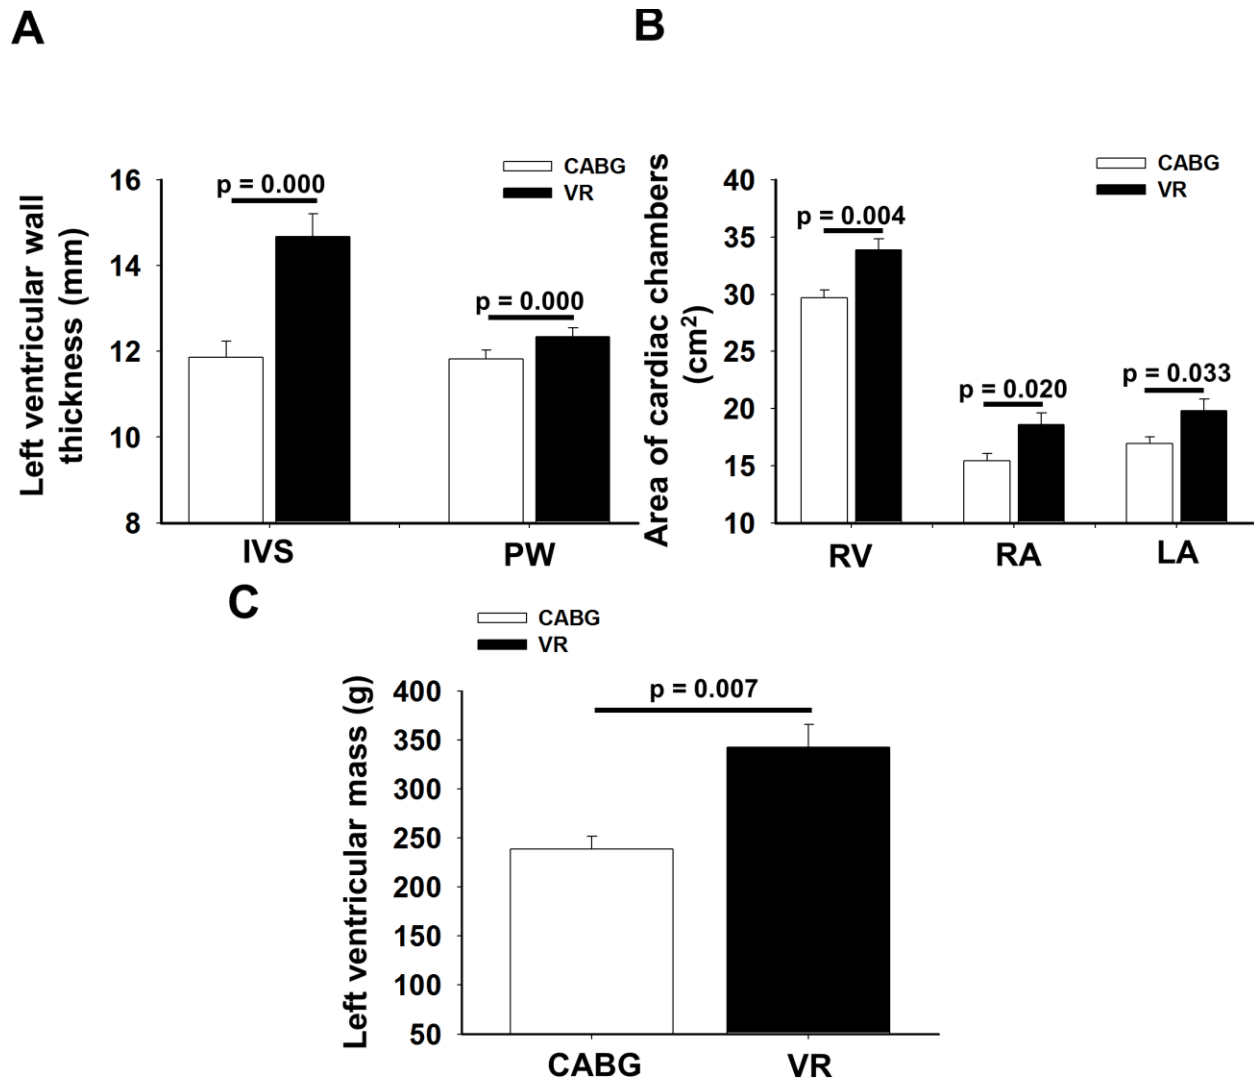 A
Left ventricular wall
thickness (mm)
16
14
12
10
8
CABG
VR
p = 0.000
p = 0.000
IVS
PW
B
Area of cardiac chambers
(cm²)
40
35
30
25
20
15
10
CABG
VR
p = 0.004
p = 0.020
p = 0.033
RV
RA
LA
C
CABG
VR
Left ventricular mass (g)
400
350
300
250
200
150
100
50
p = 0.007
CABG
VR